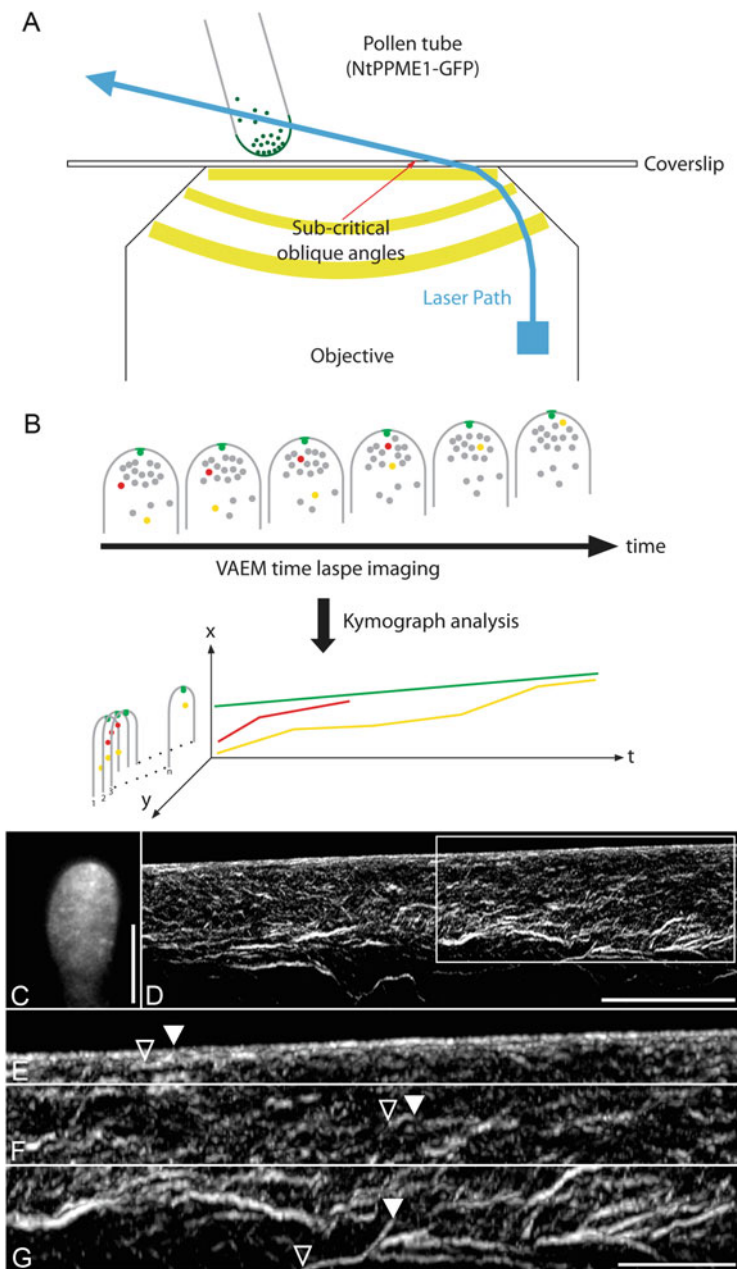 A
Pollen tube
(NtPPME1-GFP)
Coverslip
Sub-critical
oblique angles
Laser Path
Objective
B
time
VAEM time laspe imaging
Kymograph analysis
x
t
y
1
2
3
n
C
D
E
F
G